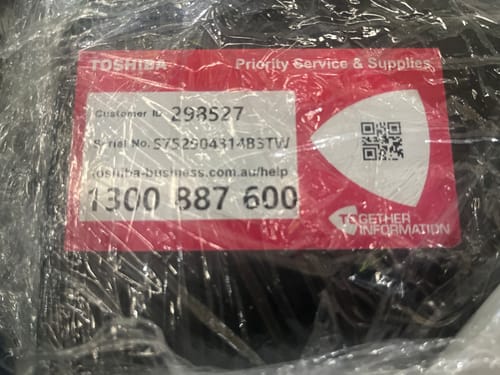 TOSHIBA
Priority Service & Supplies
Customer ID 298527
Serial No. S752904314B3TW
toshiba-business.com.au/help
1300 887 600
TOGETHER
INFORMATION